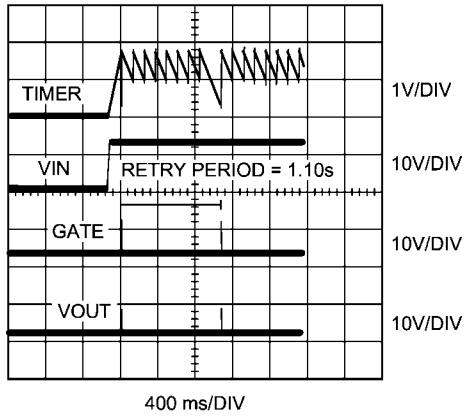 TIMER
1V/DIV
VIN
RETRY PERIOD = 1.10s
10V/DIV
GATE
10V/DIV
VOUT
10V/DIV
400 ms/DIV